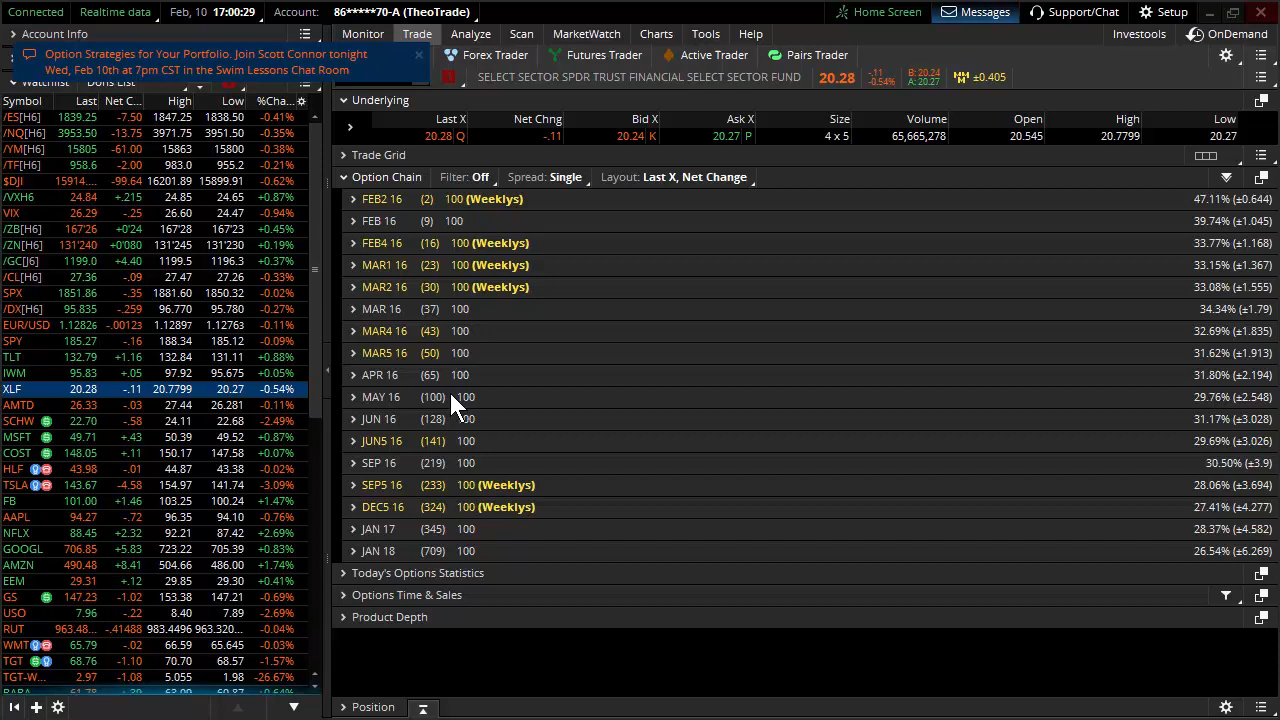 Connected Realtime data Feb, 10 17:00:29 Account: 86*****70-A (TheoTrade) Home Screen Messages Support/Chat Setup
Account Info Monitor Trade Analyze Scan MarketWatch Charts Tools Help Investools OnDemand
Option Strategies for Your Portfolio. Join Scott Connor tonight
Wed, Feb 10th at 7pm CST in the Swim Lessons Chat Room
Forex Trader Futures Trader Active Trader Pairs Trader
SELECT SECTOR SPDR TRUST FINANCIAL SELECT SECTOR FUND 20.28 -.11 -0.54% B: 20.24 A: 20.27 ±0.405
Symbol Last Net C... High Low %Cha...
/ES[H6] 1839.25 -7.50 1847.25 1838.50 -0.41%
/NQ[H6] 3953.50 -13.75 3971.75 3951.50 -0.35%
/YM[H6] 15805 -61.00 15863 15800 -0.38%
/TF[H6] 958.6 -2.00 983.0 955.2 -0.21%
$DJI 15914.... -99.64 16201.89 15899.91 -0.62%
/VXH6 24.84 +.215 24.85 24.65 +0.87%
VIX 26.29 -.25 26.60 24.47 -0.94%
/ZB[H6] 167'26 +0'24 167'28 167'23 +0.45%
/ZN[H6] 131'240 +0'080 131'245 131'230 +0.19%
/GC[J6] 1199.0 +4.40 1199.5 1196.3 +0.37%
/CL[H6] 27.36 -.09 27.47 27.26 -0.33%
SPX 1851.86 -.35 1881.60 1850.32 -0.02%
/DX[H6] 95.835 -.259 96.770 95.780 -0.27%
EUR/USD 1.12826 -.00123 1.12897 1.12763 -0.11%
SPY 185.27 -.16 188.34 185.12 -0.09%
TLT 132.79 +1.16 132.84 131.11 +0.88%
IWM 95.83 +.05 97.92 95.675 +0.05%
XLF 20.28 -.11 20.7799 20.27 -0.54%
AMTD 26.33 -.03 27.44 26.281 -0.11%
SCHW 22.70 -.58 24.11 22.68 -2.49%
MSFT 49.71 +.43 50.39 49.52 +0.87%
COST 148.05 +.11 150.17 147.58 +0.07%
HLF 43.98 -.01 44.87 43.38 -0.02%
TSLA 143.67 -4.58 154.97 141.74 -3.09%
FB 101.00 +1.46 103.25 100.24 +1.47%
AAPL 94.27 -.72 96.35 94.10 -0.76%
NFLX 88.45 +2.32 92.21 87.42 +2.69%
GOOGL 706.85 +5.83 723.22 705.39 +0.83%
AMZN 490.48 +8.41 504.66 486.00 +1.74%
EEM 29.31 +.12 29.85 29.30 +0.41%
GS 147.23 -1.02 153.38 147.21 -0.69%
USO 7.96 -.22 8.40 7.89 -2.69%
RUT 963.48... -.41488 983.4496 963.320... -0.04%
WMT 65.79 -.02 66.59 65.645 -0.03%
TGT 68.76 -1.10 70.70 68.57 -1.57%
TGT-W... 2.97 -1.08 5.055 1.98 -26.67%
Underlying
Last X Net Chng Bid X Ask X Size Volume Open High Low
20.28 Q -.11 20.24 K 20.27 P 4 x 5 65,665,278 20.545 20.7799 20.27
Trade Grid
Option Chain Filter: Off Spread: Single Layout: Last X, Net Change
FEB2 16 (2) 100 (Weeklys) 47.11% (±0.644)
FEB 16 (9) 100 39.74% (±1.045)
FEB4 16 (16) 100 (Weeklys) 33.77% (±1.168)
MAR1 16 (23) 100 (Weeklys) 33.15% (±1.367)
MAR2 16 (30) 100 (Weeklys) 33.08% (±1.555)
MAR 16 (37) 100 34.34% (±1.79)
MAR4 16 (43) 100 32.69% (±1.835)
MAR5 16 (50) 100 31.62% (±1.913)
APR 16 (65) 100 31.80% (±2.194)
MAY 16 (100) 100 29.76% (±2.548)
JUN 16 (128) 31.17% (±3.028)
JUN5 16 (141) 100 29.69% (±3.026)
SEP 16 (219) 100 30.50% (±3.9)
SEP5 16 (233) 100 (Weeklys) 28.06% (±3.694)
DEC5 16 (324) 100 (Weeklys) 27.41% (±4.277)
JAN 17 (345) 100 28.37% (±4.582)
JAN 18 (709) 100 26.54% (±6.269)
Today's Options Statistics
Options Time & Sales
Product Depth
Position